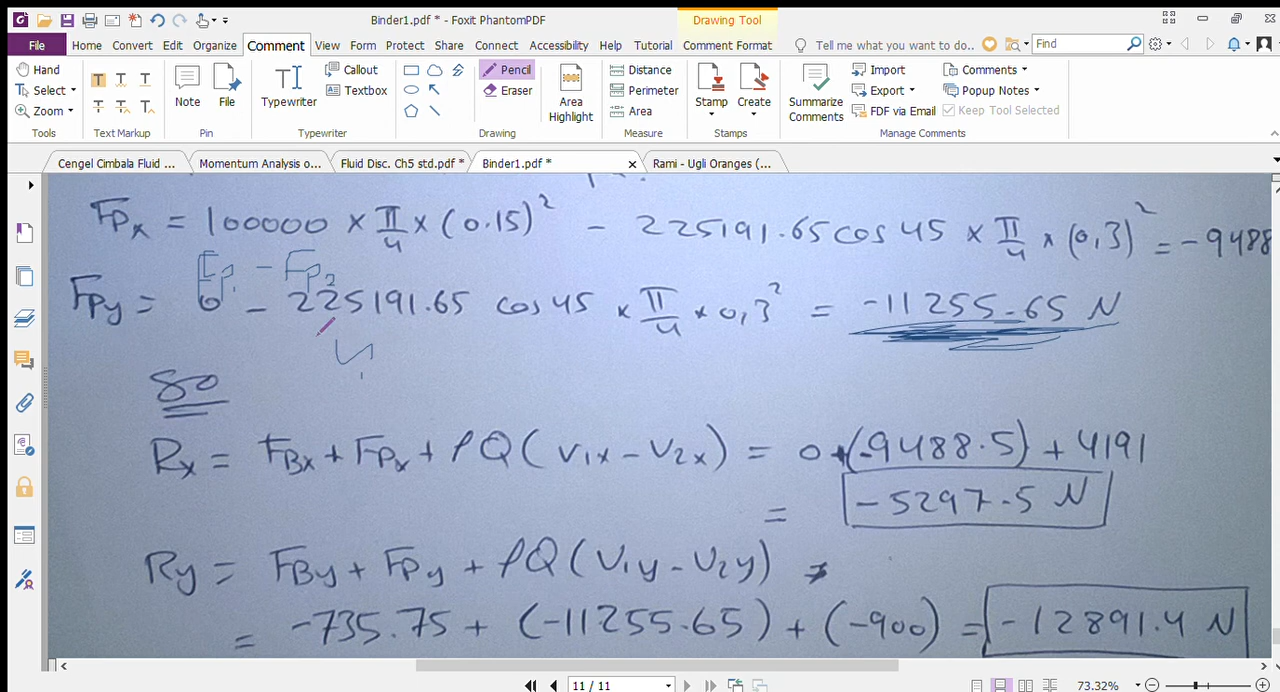 Binder1.pdf * - Foxit PhantomPDF
Drawing Tool
File Home Convert Edit Organize Comment View Form Protect Share Connect Accessibility Help Tutorial Comment Format Tell me what you want to do.. Find
Hand
Select
Zoom
Tools
Text Markup
Note
File
Pin
Typewriter
Callout
Textbox
Typewriter
Pencil
Eraser
Drawing
Area Highlight
Distance
Perimeter
Area
Measure
Stamp
Create
Stamps
Summarize Comments
Import
Export
FDF via Email
Comments
Popup Notes
Keep Tool Selected
Manage Comments
Cengel Cimbala Fluid ... Momentum Analysis o... Fluid Disc. Ch5 std.pdf * Binder1.pdf * Rami - Ugli Oranges (...
FPx = 100000 × π/4 × (0.15)² - 225191.65 cos 45 × π/4 × (0,3)² = -9488
FP1 - FP2
FPy = 0 - 225191.65 cos 45 × π/4 × 0,3² = -11255.65 N
So
Rx = FBx + FPx + ρQ(V1x - V2x) = 0+(-9488.5) + 4191
= -5297.5 N
Ry = FBy + FPy + ρQ(V1y - V2y)
= -735.75 + (-11255.65) + (-900) = -12891.4 N
11 / 11
73.32%